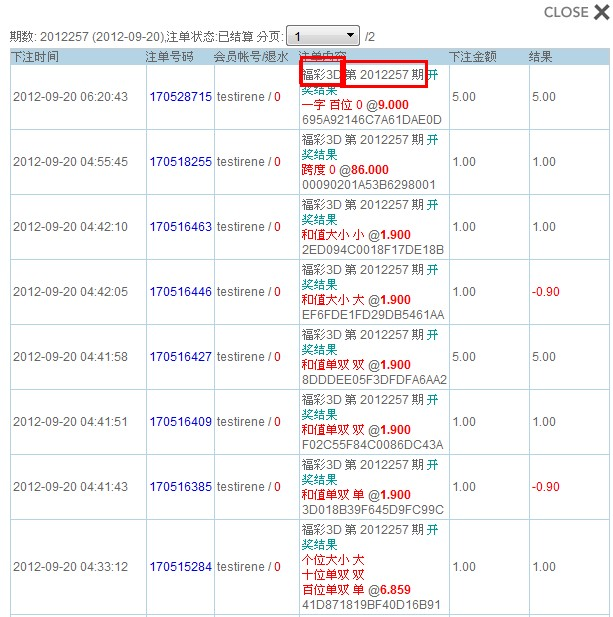 CLOSE
期数: 2012257 (2012-09-20),注单状态:已结算 分页: 1 /2
下注时间 注单号码 会员帐号/退水 注单内容 下注金额 结果
2012-09-20 06:20:43 170528715 testirene / 0 福彩3D 第 2012257 期 开 5.00 5.00
奖结果
一字 百位 0 @9.000
695A92146C7A61DAE0D
2012-09-20 04:55:45 170518255 testirene / 0 福彩3D 第 2012257 期 开 1.00 1.00
奖结果
跨度 0 @86.000
00090201A53B6298001
2012-09-20 04:42:10 170516463 testirene / 0 福彩3D 第 2012257 期 开 1.00 1.00
奖结果
和值大小 小 @1.900
2ED094C0018F17DE18B
2012-09-20 04:42:05 170516446 testirene / 0 福彩3D 第 2012257 期 开 1.00 -0.90
奖结果
和值大小 大 @1.900
EF6FDE1FD29DB5461AA
2012-09-20 04:41:58 170516427 testirene / 0 福彩3D 第 2012257 期 开 5.00 5.00
奖结果
和值单双 双 @1.900
8DDDEE05F3DFDFA6AA2
2012-09-20 04:41:51 170516409 testirene / 0 福彩3D 第 2012257 期 开 1.00 1.00
奖结果
和值单双 双 @1.900
F02C55F84C0086DC43A
2012-09-20 04:41:43 170516385 testirene / 0 福彩3D 第 2012257 期 开 1.00 -0.90
奖结果
和值单双 单 @1.900
3D018B39F645D9FC99C
2012-09-20 04:33:12 170515284 testirene / 0 福彩3D 第 2012257 期 开 1.00 1.00
奖结果
个位大小 大
十位单双 双
百位单双 单 @6.859
41D871819BF40D16B91